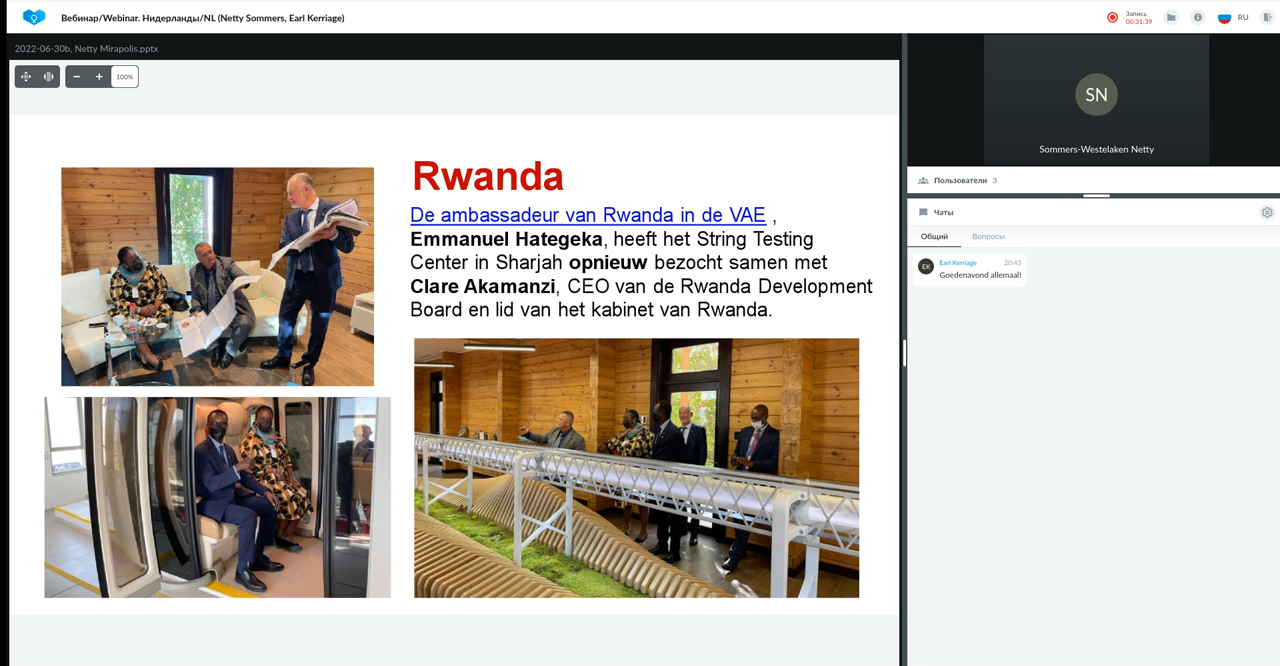 Вебинар/Webinar. Нидерланды/NL (Netty Sommers, Earl Kerriage)
Запись
00:31:39
RU
2022-06-30b, Netty Mirapolis.pptx
100%
Rwanda
De ambassadeur van Rwanda in de VAE ,
Emmanuel Hategeka, heeft het String Testing
Center in Sharjah opnieuw bezocht samen met
Clare Akamanzi, CEO van de Rwanda Development
Board en lid van het kabinet van Rwanda.
SN
Sommers-Westelaken Netty
Пользователи 3
Чаты
Общий Вопросы
EK
Earl Kerriage 20:43
Goedenavond allemaal!